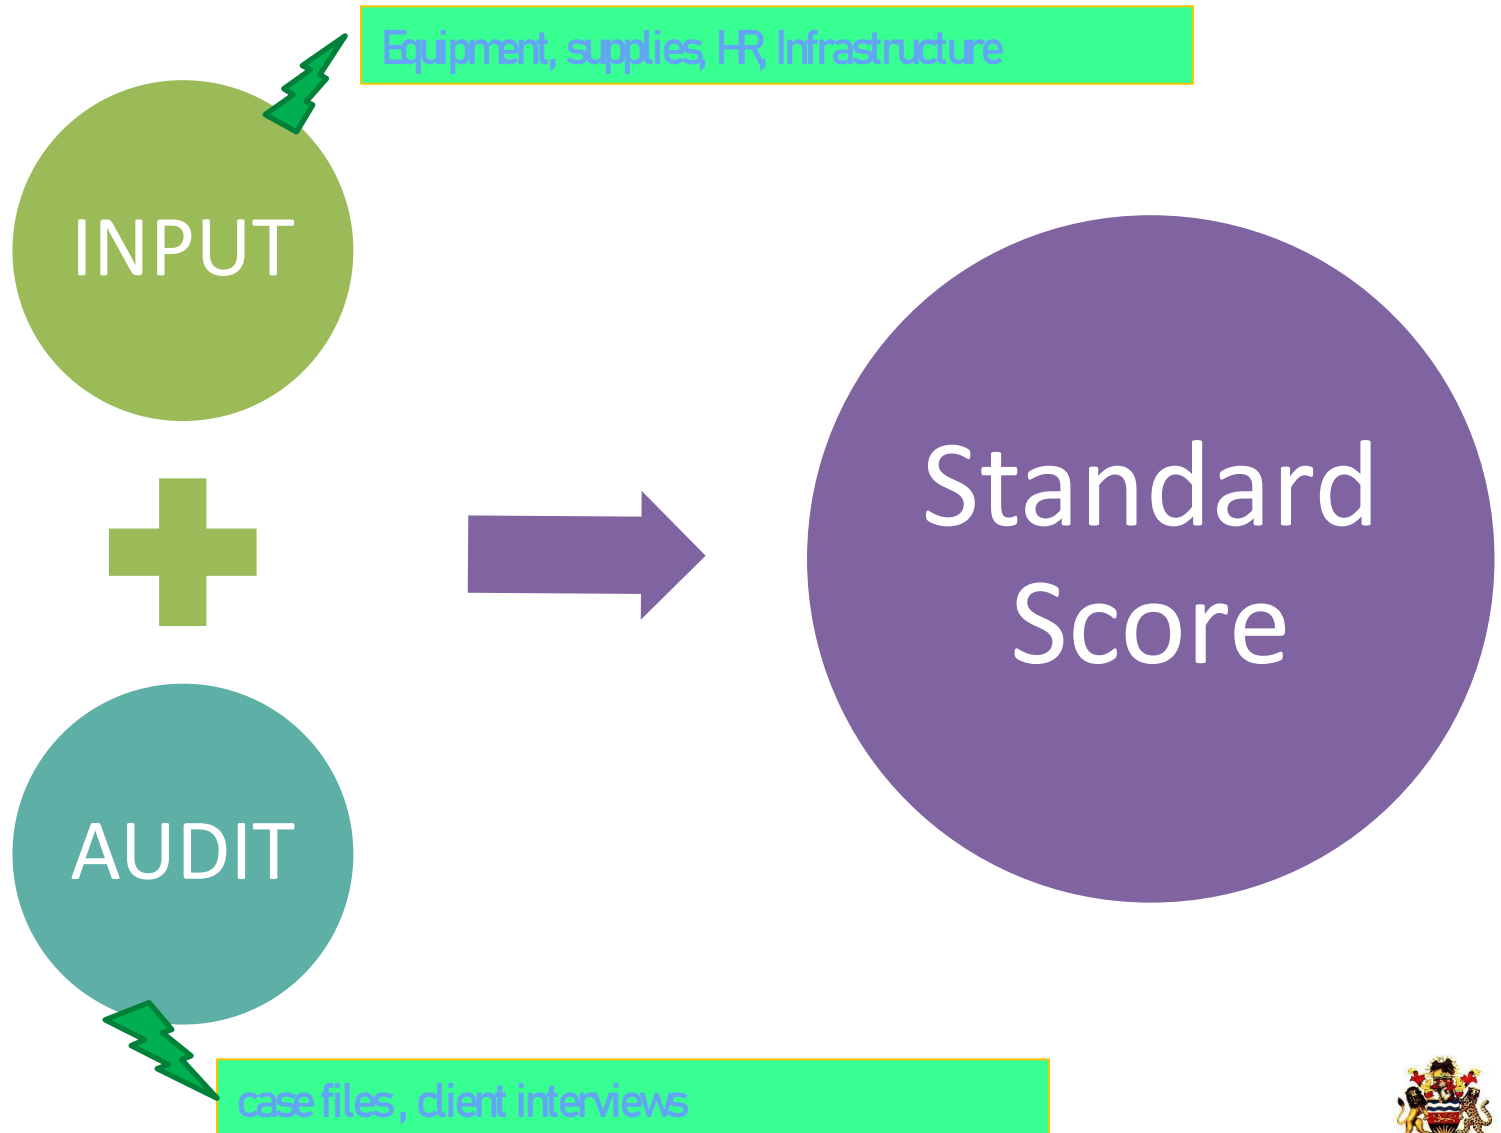 Equipment, supplies, HR, Infrastructure
INPUT
Standard
Score
AUDIT
case files , client interviews